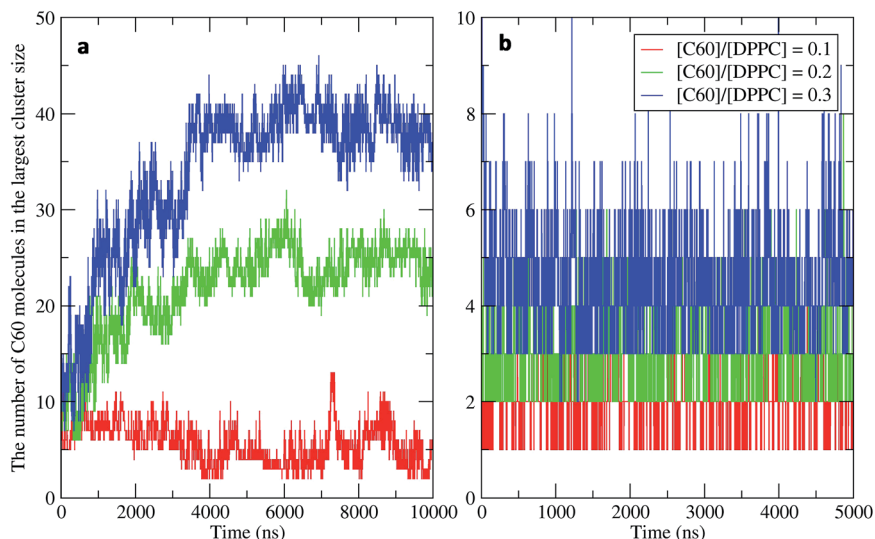 The number of C60 molecules in the largest cluster size
a
50
40
30
20
10
0
0 2000 4000 6000 8000 10000
Time (ns)
b
[C60]/[DPPC] = 0.1
[C60]/[DPPC] = 0.2
[C60]/[DPPC] = 0.3
10
8
6
4
2
0
0 1000 2000 3000 4000 5000
Time (ns)